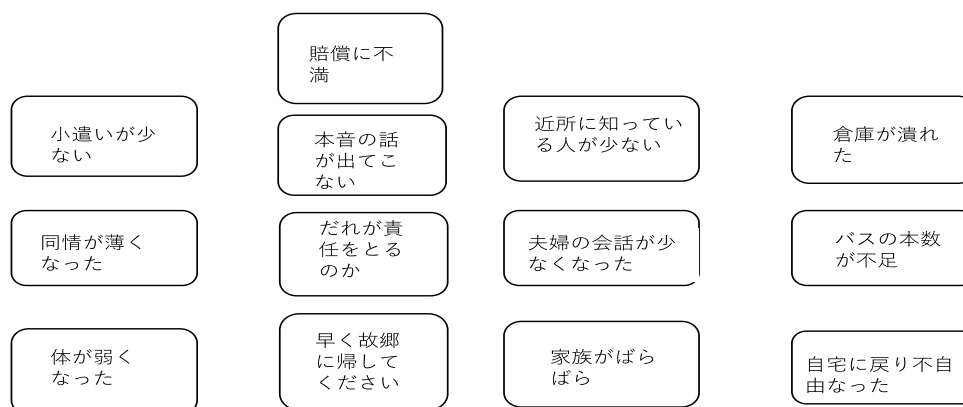 賠償に不
満
小遣いが少
ない
本音の話
が出てこ
ない
近所に知ってい
る人が少ない
倉庫が潰れ
た
同情が薄く
なった
だれが責
任をとる
のか
夫婦の会話が少
なくなった
バスの本数
が不足
体が弱く
なった
早く故郷
に帰して
ください
家族がばら
ばら
自宅に戻り不自
由なった